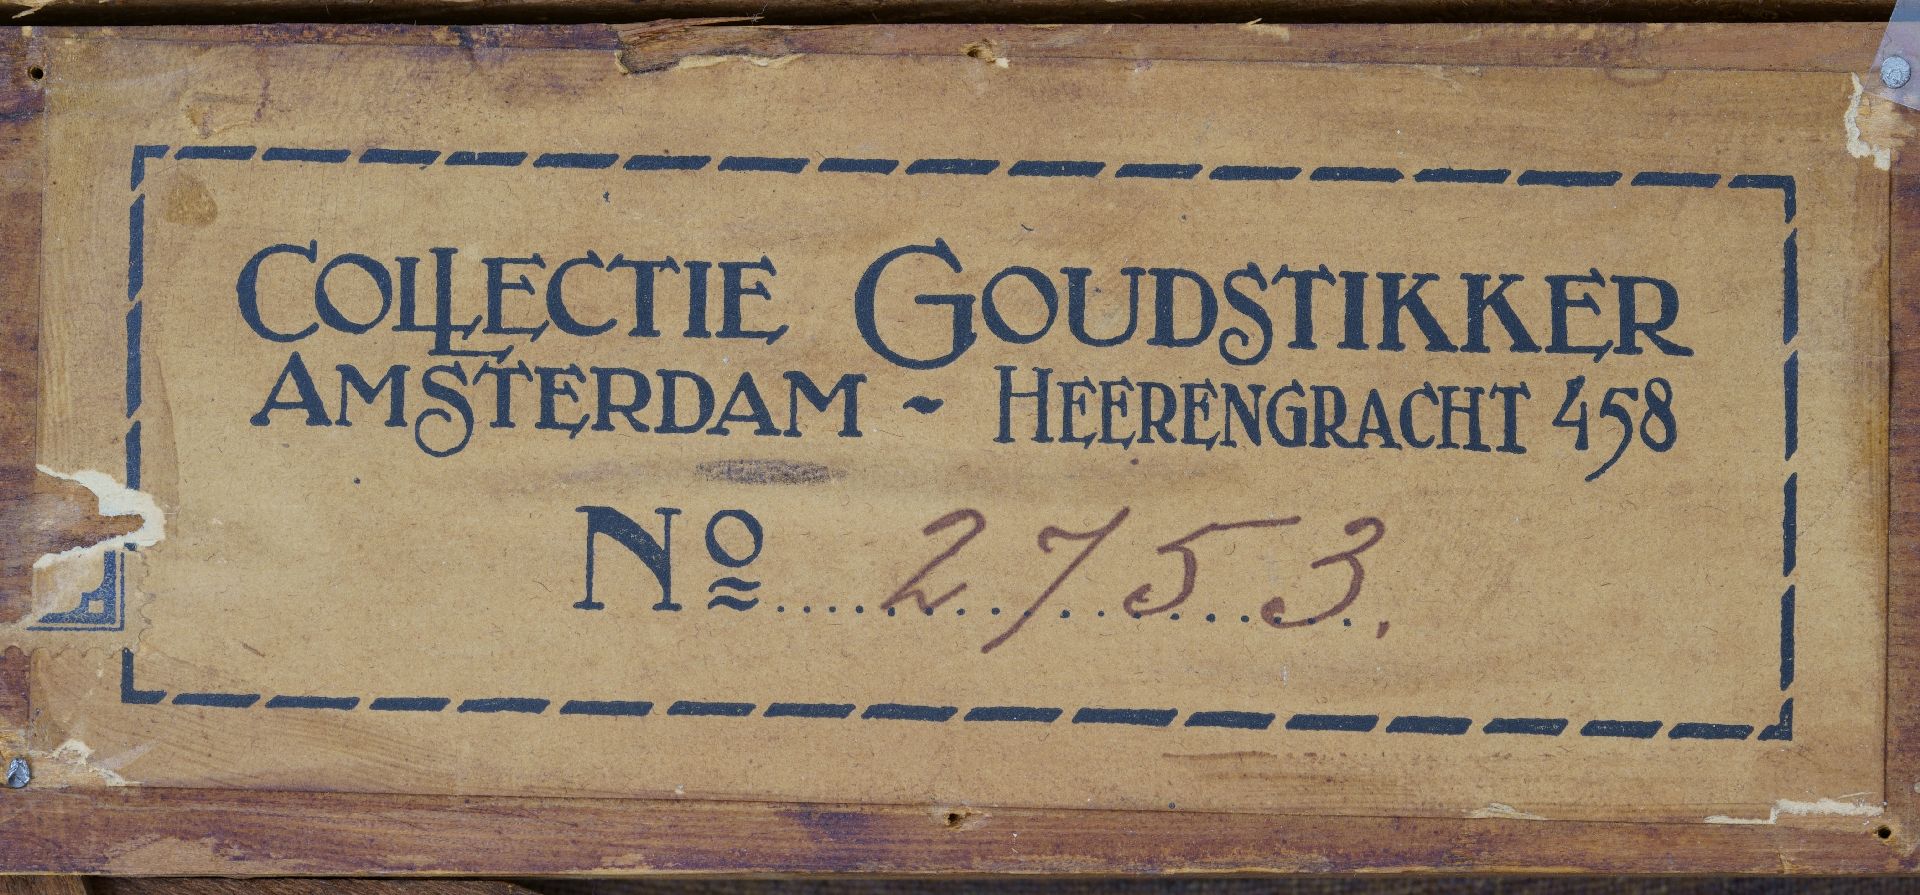 COLLECTIE GOUDSTIKKER
AMSTERDAM - HEERENGRACHT 458
Nº 2753.